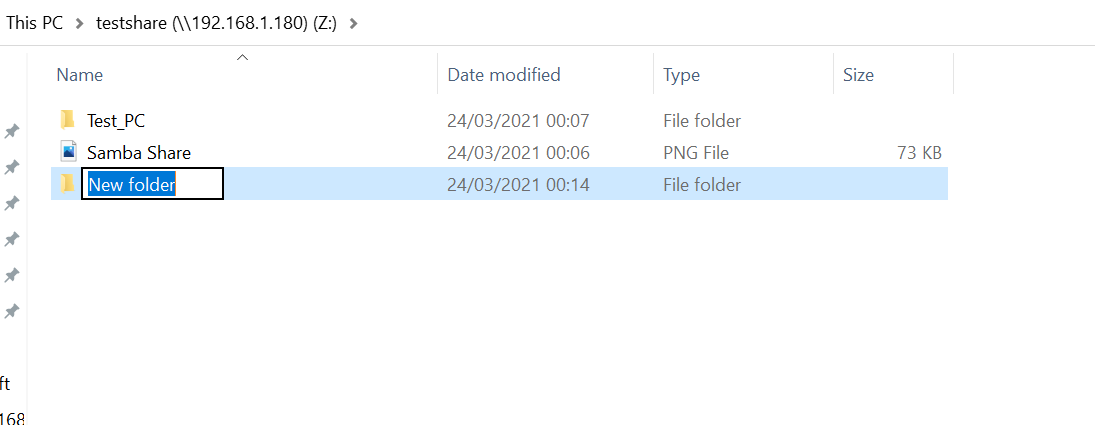 This PC > testshare (\\192.168.1.180) (Z:) >
Name Date modified Type Size
Test_PC 24/03/2021 00:07 File folder
Samba Share 24/03/2021 00:06 PNG File 73 KB
New folder 24/03/2021 00:14 File folder
ft
168